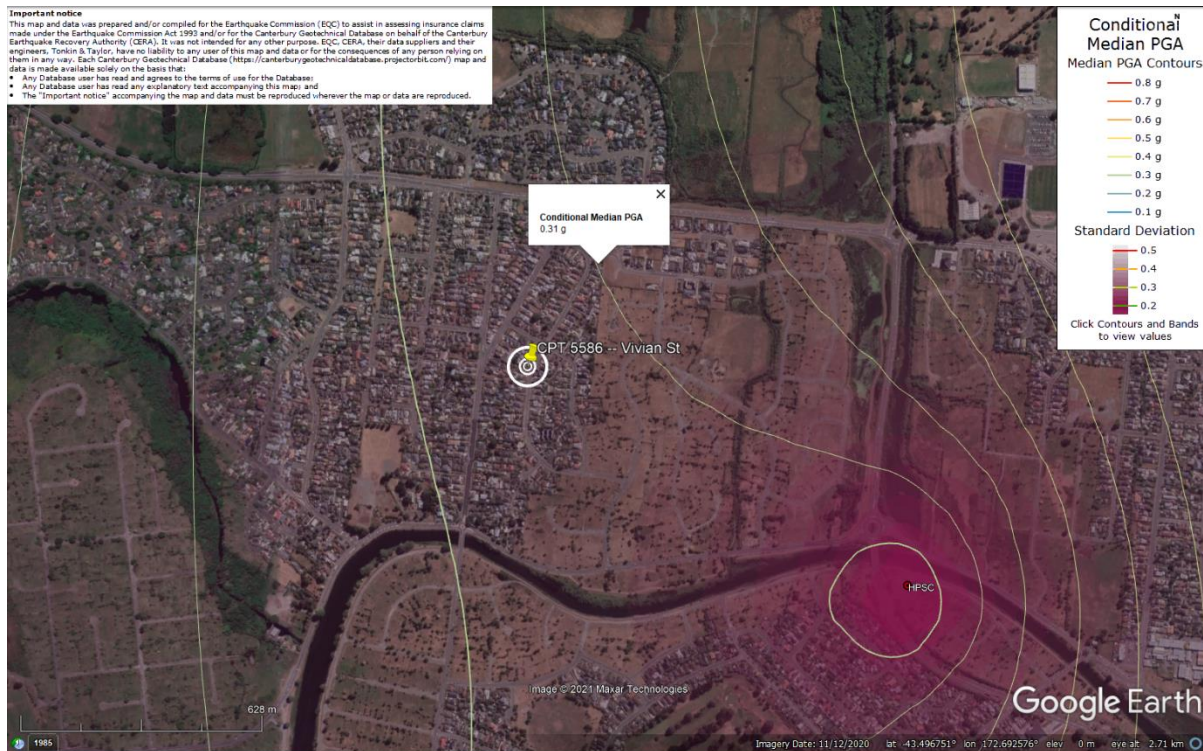 Important notice
This map and data was prepared and/or compiled for the Earthquake Commission (EQC) to assist in assessing insurance claims
made under the Earthquake Commission Act 1993 and/or for the Canterbury Geotechnical Database on behalf of the Canterbury
Earthquake Recovery Authority (CERA). It was not intended for any other purpose. EQC, CERA, their data suppliers and their
engineers, Tonkin & Taylor, have no liability to any user of this map and data or for the consequences of any person relying on
them in any way. Each Canterbury Geotechnical Database (https://canterburygeotechnicaldatabase.projectorbit.com/) map and
data is made available solely on the basis that:
• Any Database user has read and agrees to the terms of use for the Database;
• Any Database user has read any explanatory text accompanying this map; and
• The "Important notice" accompanying the map and data must be reproduced wherever the map or data are reproduced.
N
Conditional
Median PGA
Median PGA Contours
0.8 g
0.7 g
0.6 g
0.5 g
0.4 g
0.3 g
0.2 g
0.1 g
Standard Deviation
0.5
0.4
0.3
0.2
Click Contours and Bands
to view values
Conditional Median PGA
0.31 g
CPT 5586 -- Vivian St
HPSC
Image © 2021 Maxar Technologies
Google Earth
628 m
1985
Imagery Date: 11/12/2020 lat -43.496751° lon 172.692576° elev 0 m eye alt 2.71 km